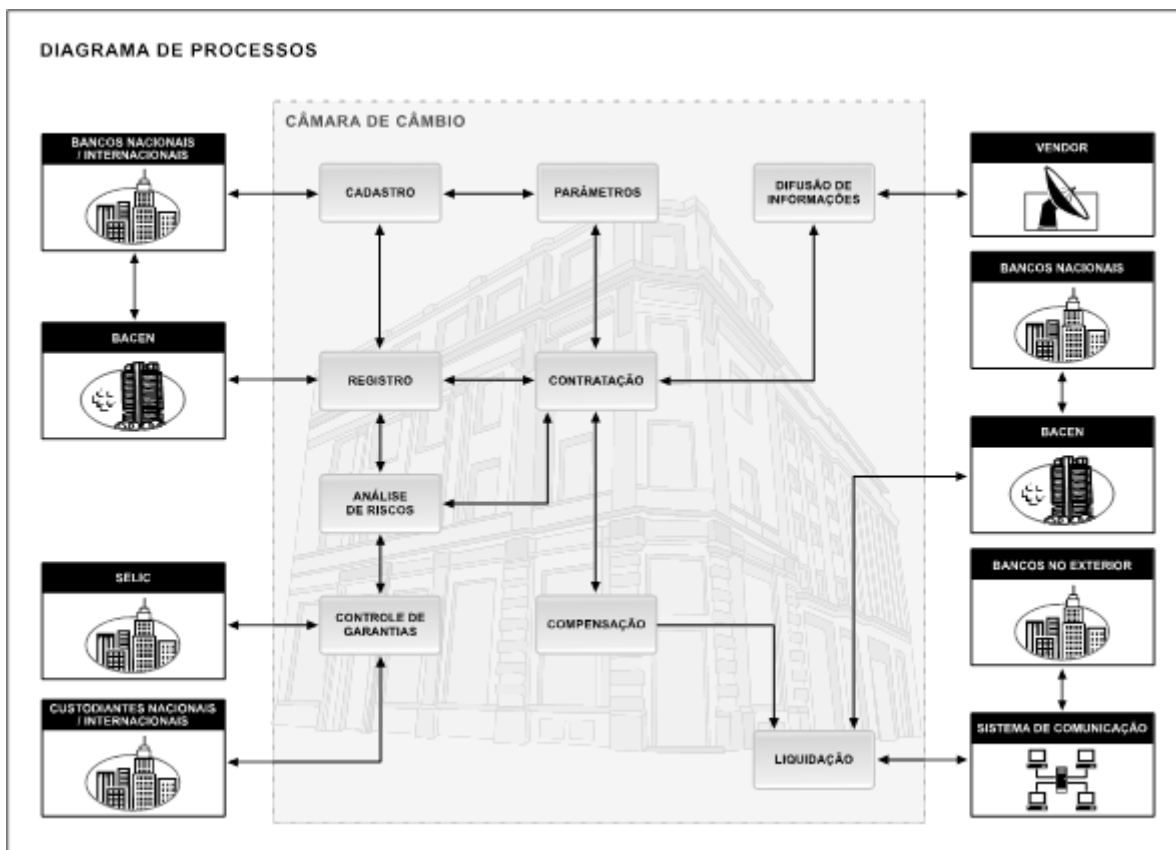 DIAGRAMA DE PROCESSOS
CÂMARA DE CÂMBIO
BANCOS NACIONAIS
/ INTERNACIONAIS
CADASTRO
PARÂMETROS
DIFUSÃO DE
INFORMAÇÕES
VENDOR
BANCOS NACIONAIS
BACEN
REGISTRO
CONTRATAÇÃO
BACEN
ANÁLISE
DE RISCOS
SELIC
CONTROLE DE
GARANTIAS
COMPENSAÇÃO
BANCOS NO EXTERIOR
CUSTODIANTES NACIONAIS
/ INTERNACIONAIS
LIQUIDAÇÃO
SISTEMA DE COMUNICAÇÃO